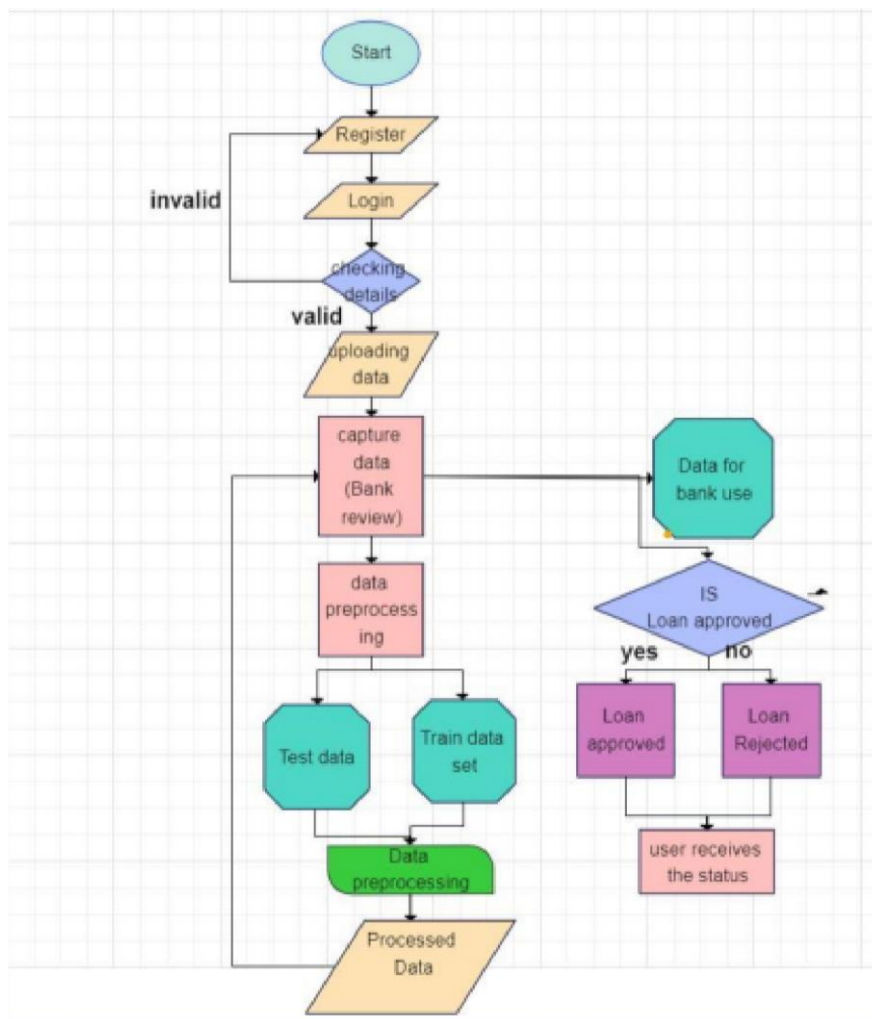 Start
Register
invalid
Login
checking
details
valid
uploading
data
capture
data
(Bank
review)
Data for
bank use
data
preprocess
ing
IS
Loan approved
yes
no
Test data
Train data
set
Loan
approved
Loan
Rejected
Data
preprocessing
user receives
the status
Processed
Data